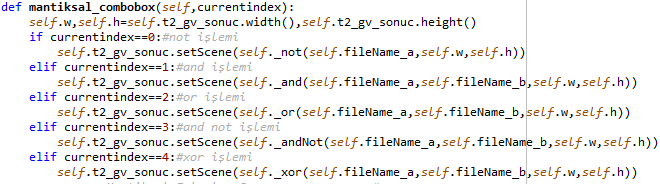 def mantiksal_combobox(self,currentindex):
self.w,self.h=self.t2_gv_sonuc.width(),self.t2_gv_sonuc.height()
if currentindex==0:#not işlemi
self.t2_gv_sonuc.setScene(self._not(self.fileName_a,self.w,self.h))
elif currentindex==1:#and işlemi
self.t2_gv_sonuc.setScene(self._and(self.fileName_a,self.fileName_b,self.w,self.h))
elif currentindex==2:#or işlemi
self.t2_gv_sonuc.setScene(self._or(self.fileName_a,self.fileName_b,self.w,self.h))
elif currentindex==3:#and not işlemi
self.t2_gv_sonuc.setScene(self._andNot(self.fileName_a,self.fileName_b,self.w,self.h))
elif currentindex==4:#xor işlemi
self.t2_gv_sonuc.setScene(self._xor(self.fileName_a,self.fileName_b,self.w,self.h))